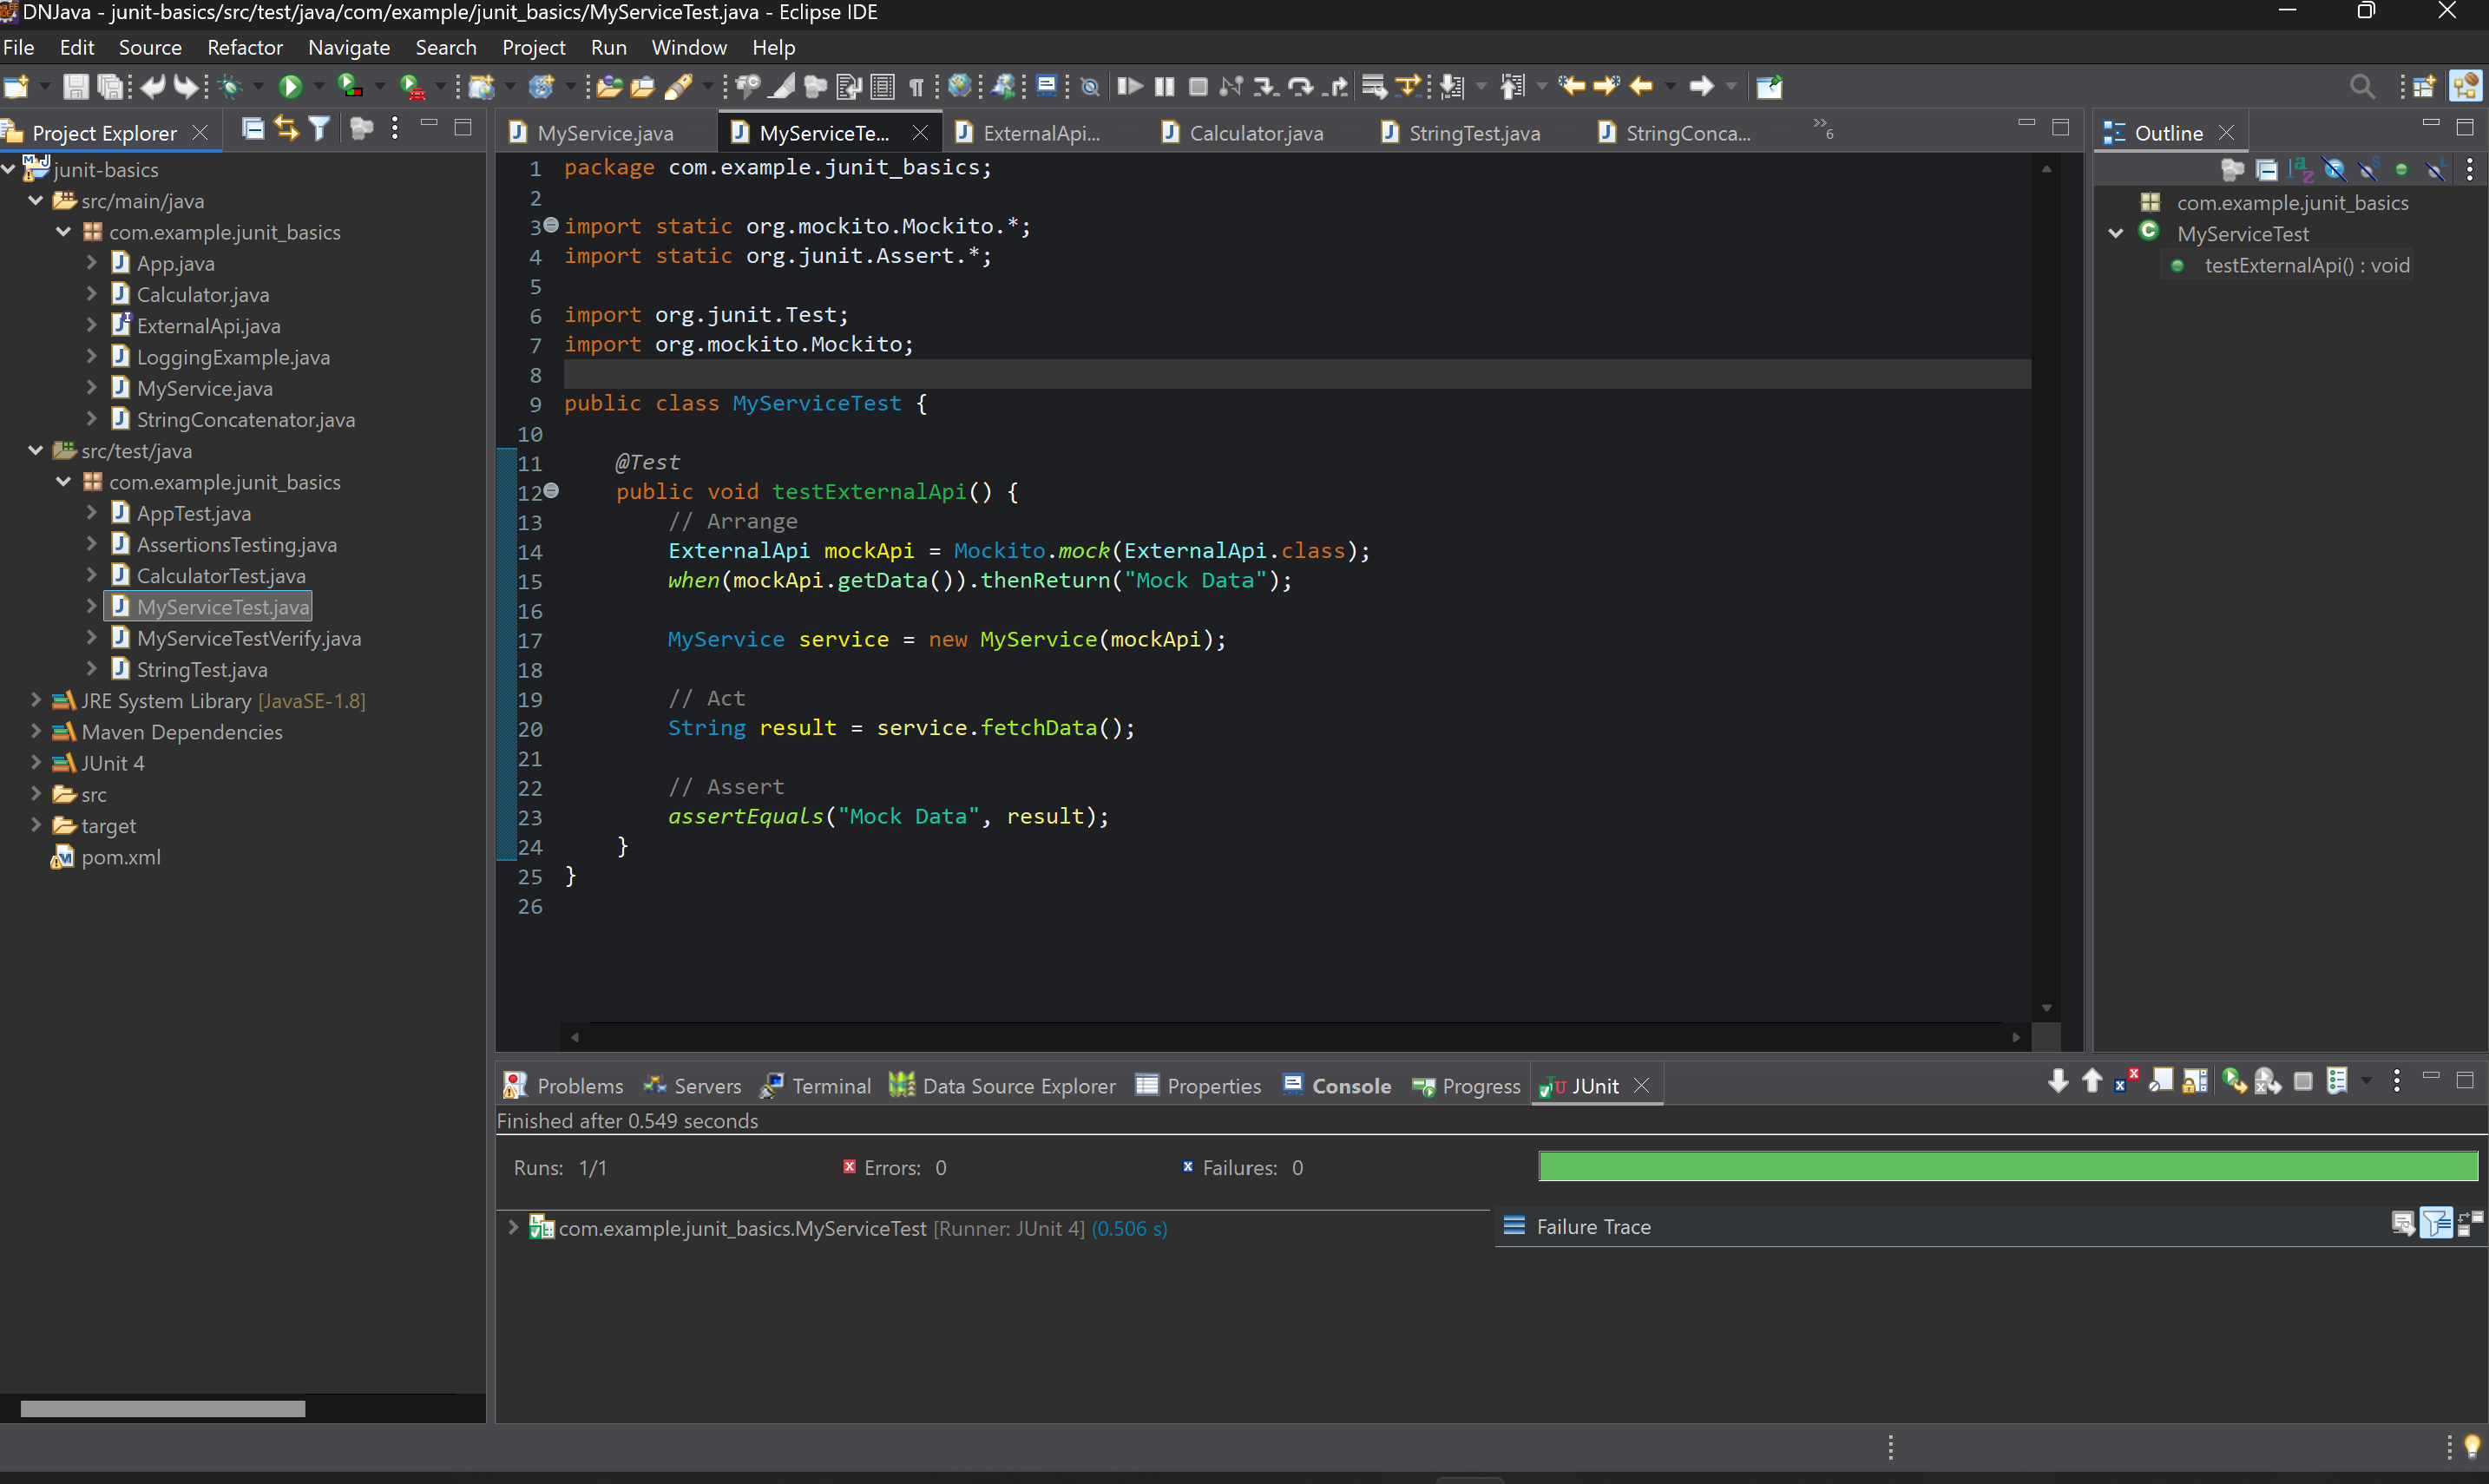 DNJava - junit-basics/src/test/java/com/example/junit_basics/MyServiceTest.java - Eclipse IDE
File Edit Source Refactor Navigate Search Project Run Window Help
Project Explorer
junit-basics
src/main/java
com.example.junit_basics
App.java
Calculator.java
ExternalApi.java
LoggingExample.java
MyService.java
StringConcatenator.java
src/test/java
com.example.junit_basics
AppTest.java
AssertionsTesting.java
CalculatorTest.java
MyServiceTest.java
MyServiceTestVerify.java
StringTest.java
JRE System Library [JavaSE-1.8]
Maven Dependencies
JUnit 4
src
target
pom.xml
MyService.java MyServiceTe... ExternalApi... Calculator.java StringTest.java StringConca... »6
1 package com.example.junit_basics;
2
3 import static org.mockito.Mockito.*;
4 import static org.junit.Assert.*;
5
6 import org.junit.Test;
7 import org.mockito.Mockito;
8
9 public class MyServiceTest {
10
11 @Test
12 public void testExternalApi() {
13 // Arrange
14 ExternalApi mockApi = Mockito.mock(ExternalApi.class);
15 when(mockApi.getData()).thenReturn("Mock Data");
16
17 MyService service = new MyService(mockApi);
18
19 // Act
20 String result = service.fetchData();
21
22 // Assert
23 assertEquals("Mock Data", result);
24 }
25 }
26
Outline
com.example.junit_basics
MyServiceTest
testExternalApi() : void
Problems Servers Terminal Data Source Explorer Properties Console Progress JUnit
Finished after 0.549 seconds
Runs: 1/1 Errors: 0 Failures: 0
com.example.junit_basics.MyServiceTest [Runner: JUnit 4] (0.506 s)
Failure Trace